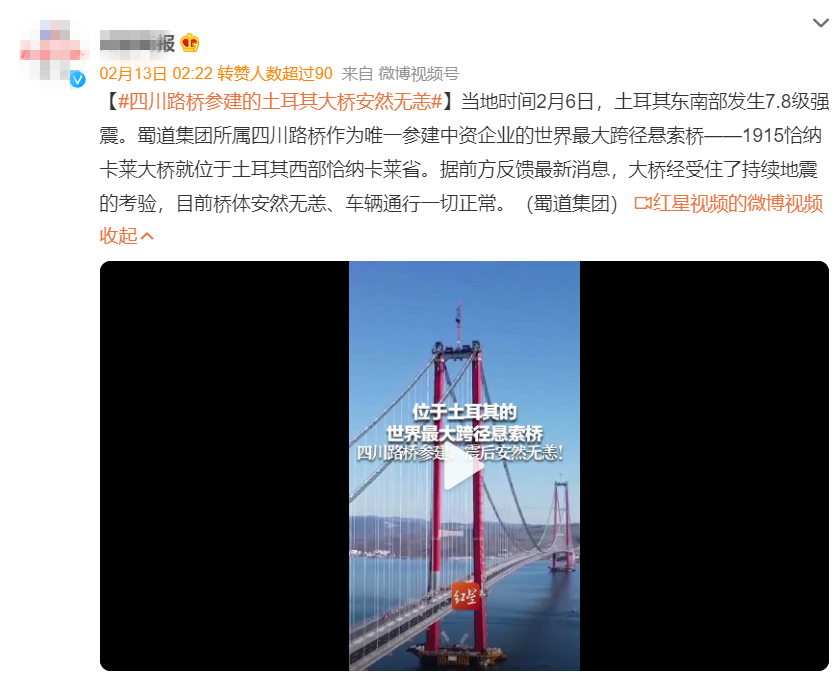 报
02月13日 02:22 转赞人数超过90 来自 微博视频号
【#四川路桥参建的土耳其大桥安然无恙#】当地时间2月6日，土耳其东南部发生7.8级强
震。蜀道集团所属四川路桥作为唯一参建中资企业的世界最大跨径悬索桥——1915恰纳
卡莱大桥就位于土耳其西部恰纳卡莱省。据前方反馈最新消息，大桥经受住了持续地震
的考验，目前桥体安然无恙、车辆通行一切正常。（蜀道集团） 红星视频的微博视频
收起
位于土耳其的
世界最大跨径悬索桥
四川路桥参建、震后安然无恙！
红星